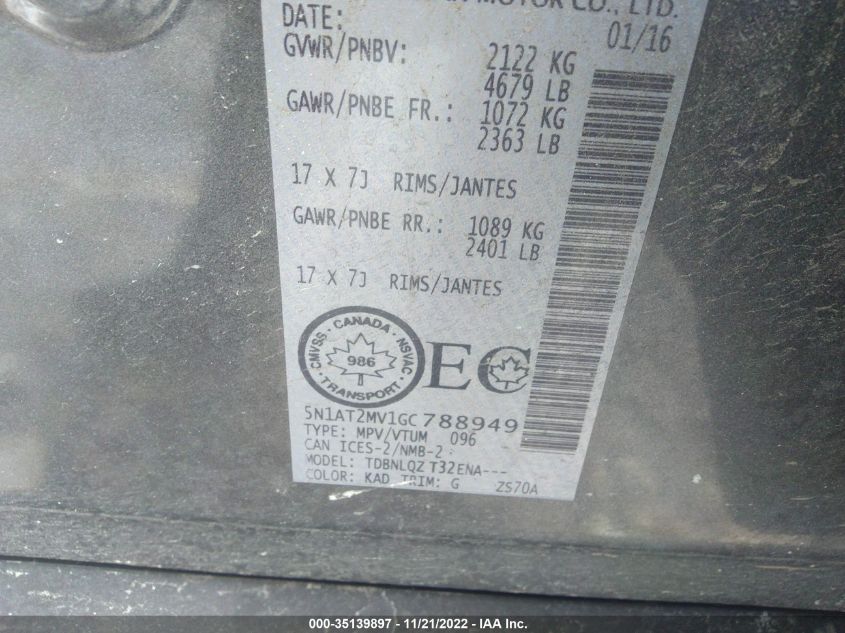 MOTOR CO., LTD.
DATE: 01/16
GVWR/PNBV: 2122 KG
4679 LB
GAWR/PNBE FR.: 1072 KG
2363 LB
17 X 7J RIMS/JANTES
GAWR/PNBE RR.: 1089 KG
2401 LB
17 X 7J RIMS/JANTES
CANADA · NSVAC · TRANSPORT · CMVSS ·
986
EC
5N1AT2MV1GC788949
TYPE: MPV/VTUM 096
CAN ICES-2/NMB-2
MODEL: TDBNLQZ T32ENA---
COLOR: KAD TRIM: G ZS70A
000-35139897 - 11/21/2022 - IAA Inc.